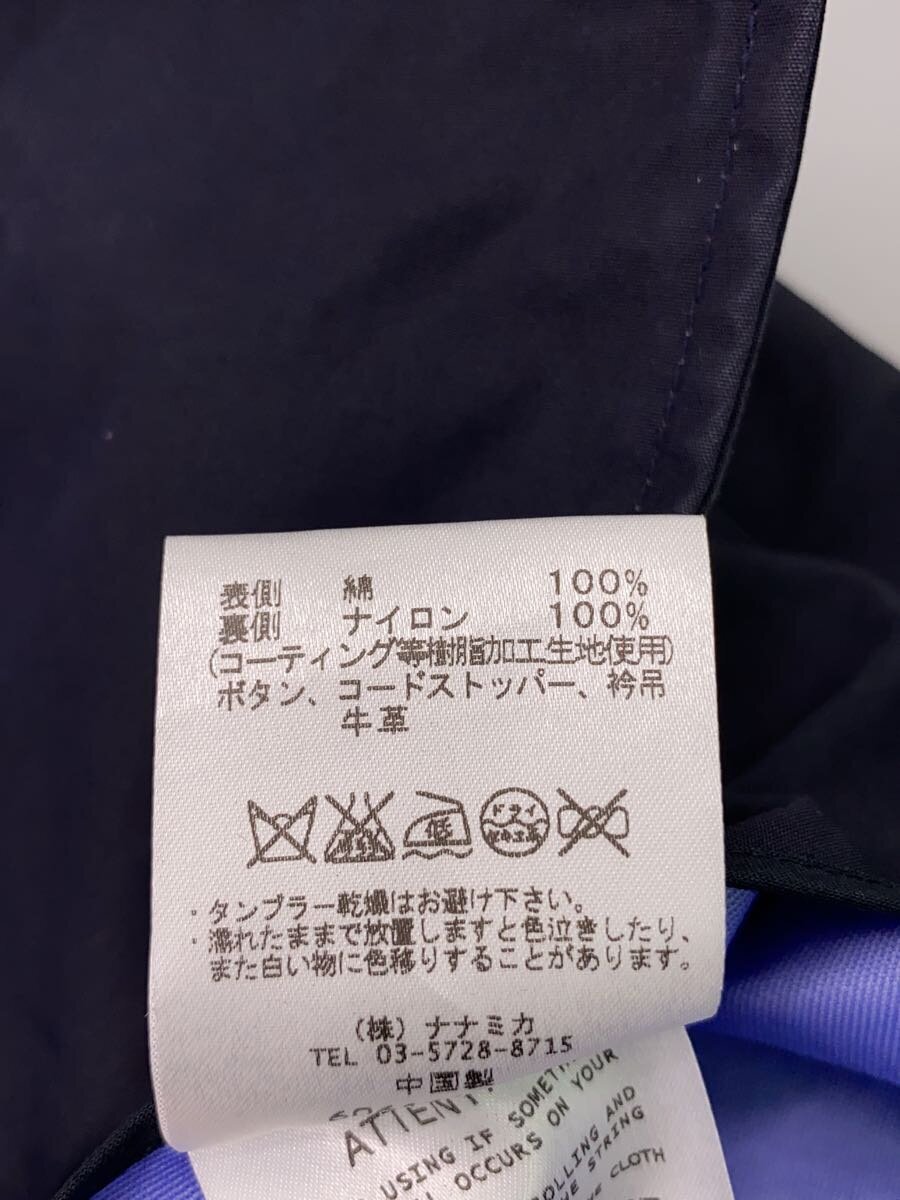 表側 綿 100%
裏側 ナイロン 100%
(コーティング等樹脂加工生地使用)
ボタン、コードストッパー、衿吊
牛革
低 ドライ
・タンブラー乾燥はお避け下さい。
・濡れたままで放置しますと色泣きしたり、
また白い物に色移りすることがあります。
(株) ナナミカ
TEL 03-5728-8715
中国製
ATTENT
USING IF SOMETH
OCCURS ON YOUR
ROLLING AND
STRING
CLOTH